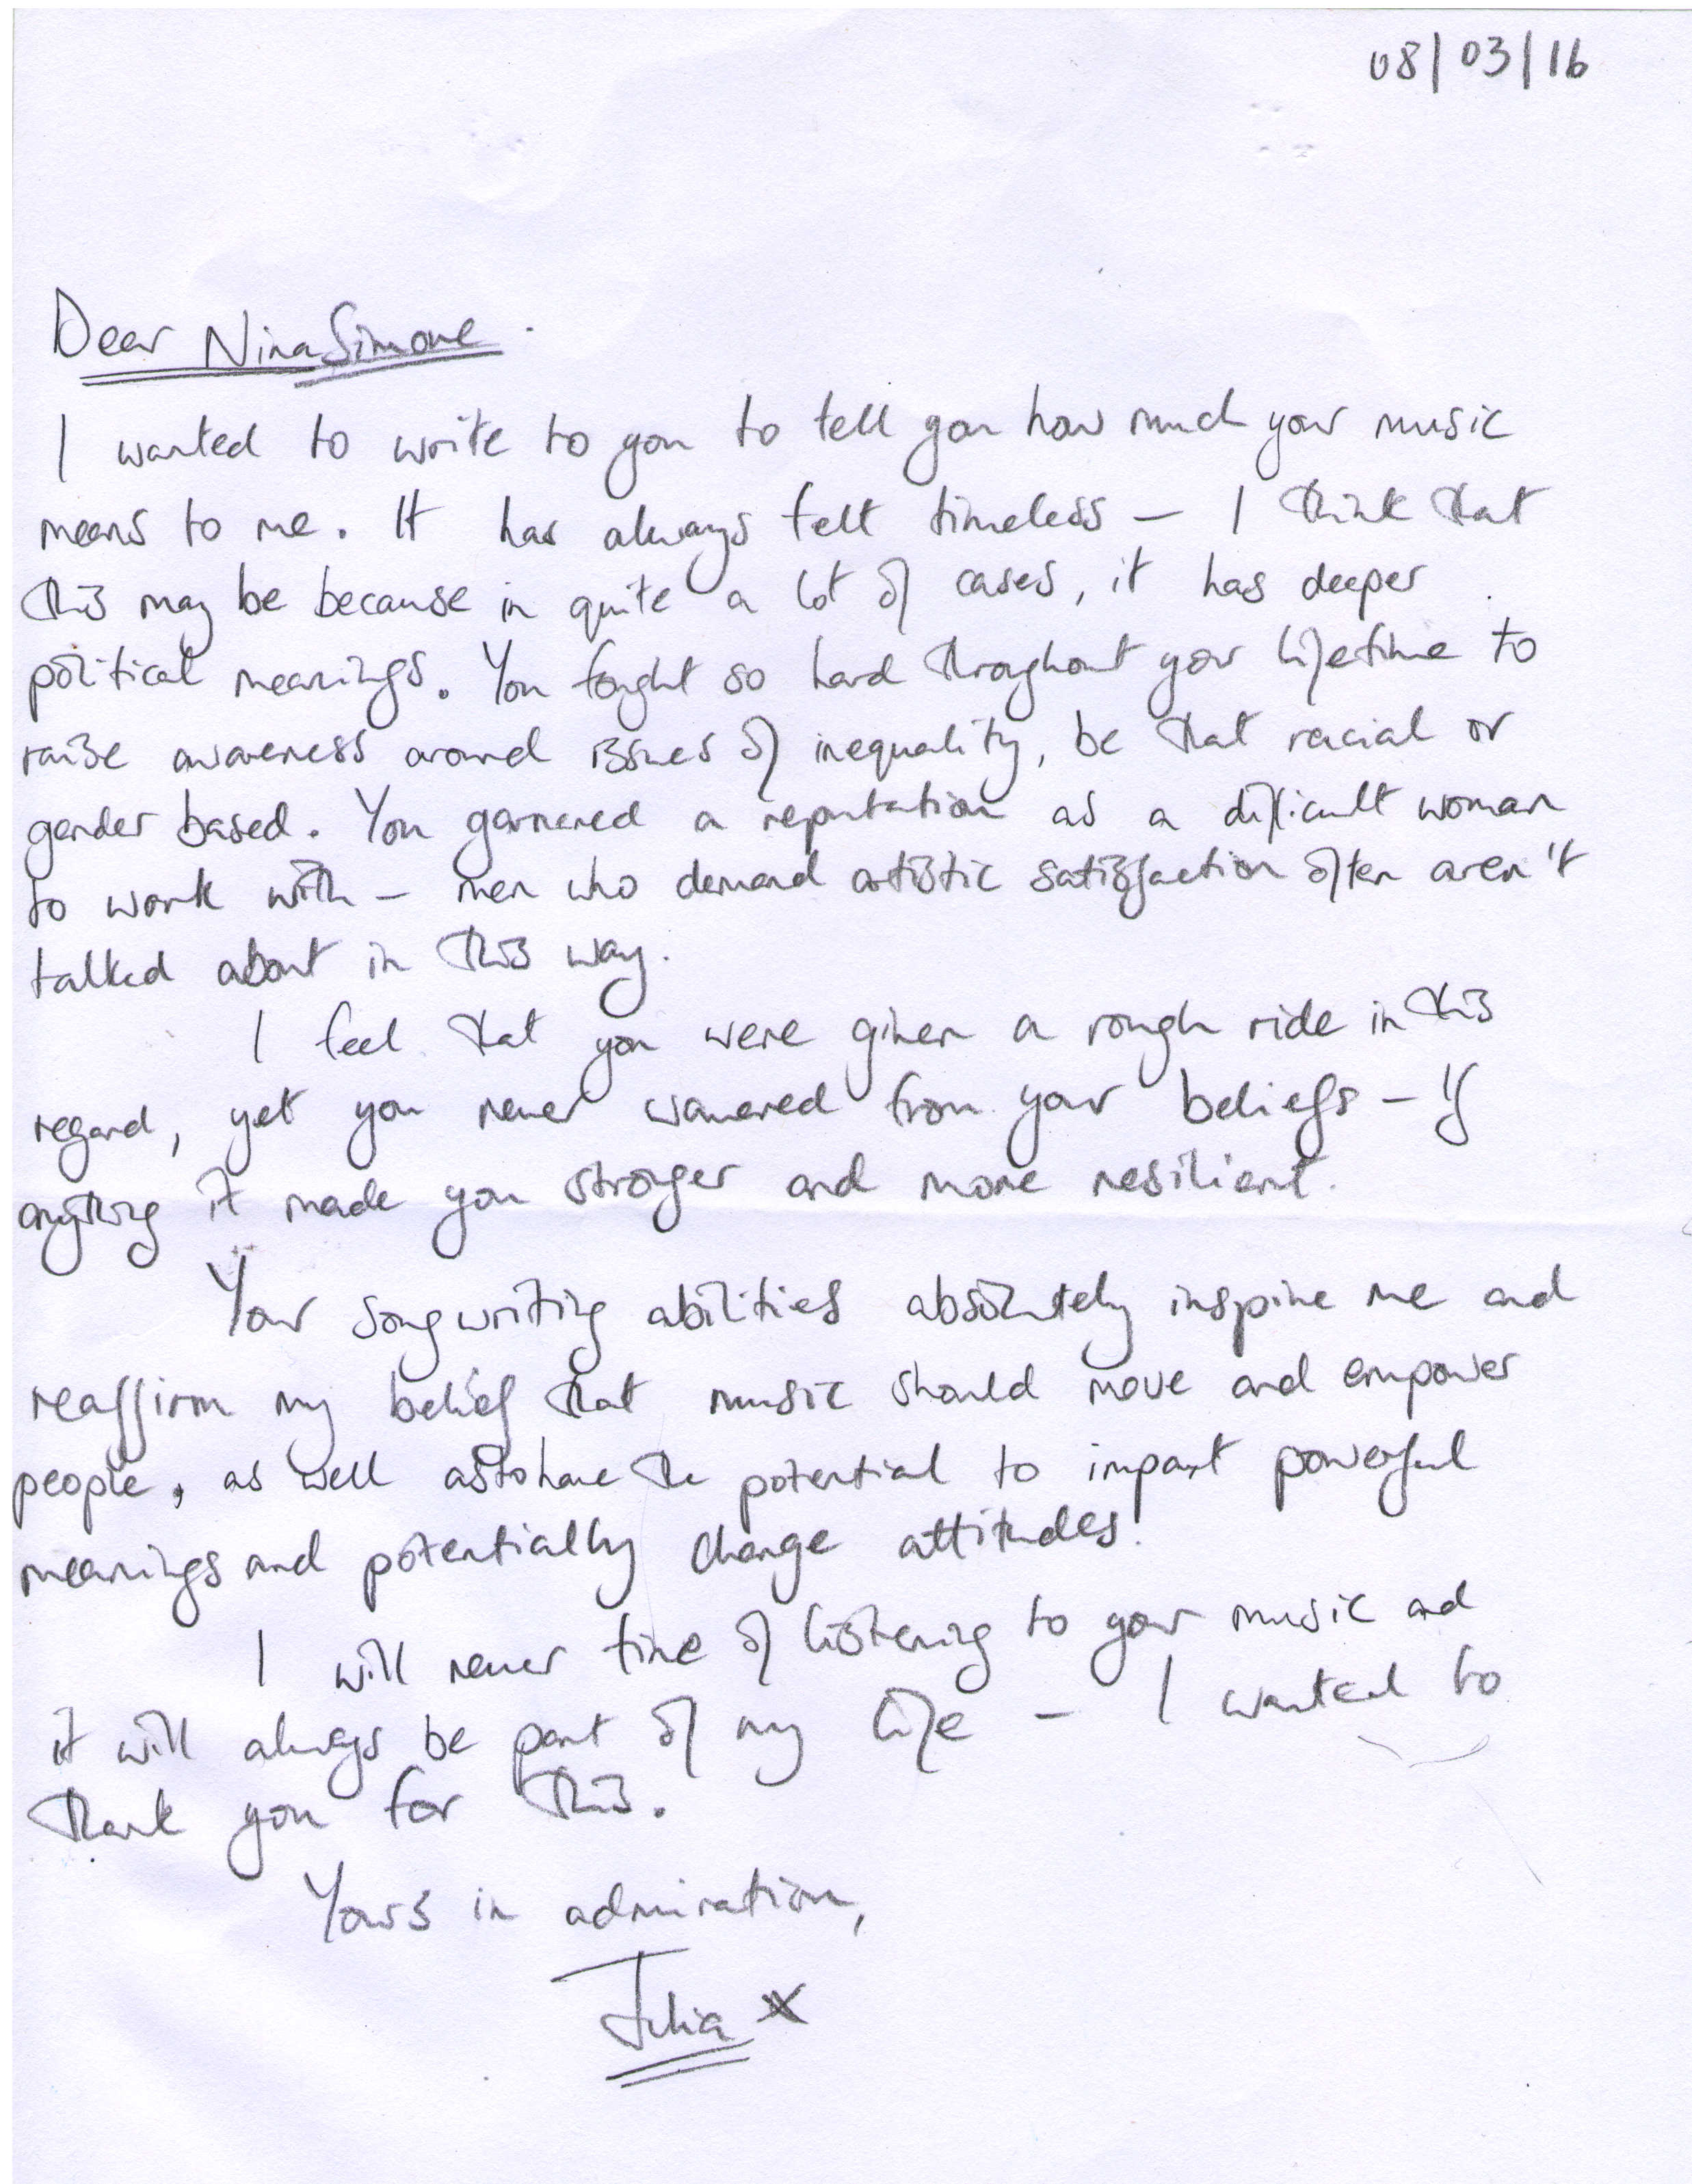 08/03/16
Dear Nina Simone.
I wanted to write to you to tell you how much your music
means to me. It has always felt timeless – I think that
this may be because in quite a lot of cases, it has deeper
political meanings. You fought so hard throughout your lifetime to
raise awareness around issues of inequality, be that racial or
gender based. You garnered a reputation as a difficult woman
to work with – men who demand artistic satisfaction often aren't
talked about in this way.
I feel that you were given a rough ride in this
regard, yet you never wavered from your beliefs – if
anything it made you stronger and more resilient.
Your songwriting abilities absolutely inspire me and
reaffirm my belief that music should move and empower
people, as well as to have the potential to impart powerful
meanings and potentially change attitudes.
I will never tire of listening to your music and
it will always be part of my life – I wanted to
thank you for this.
Yours in admiration,
Julia x